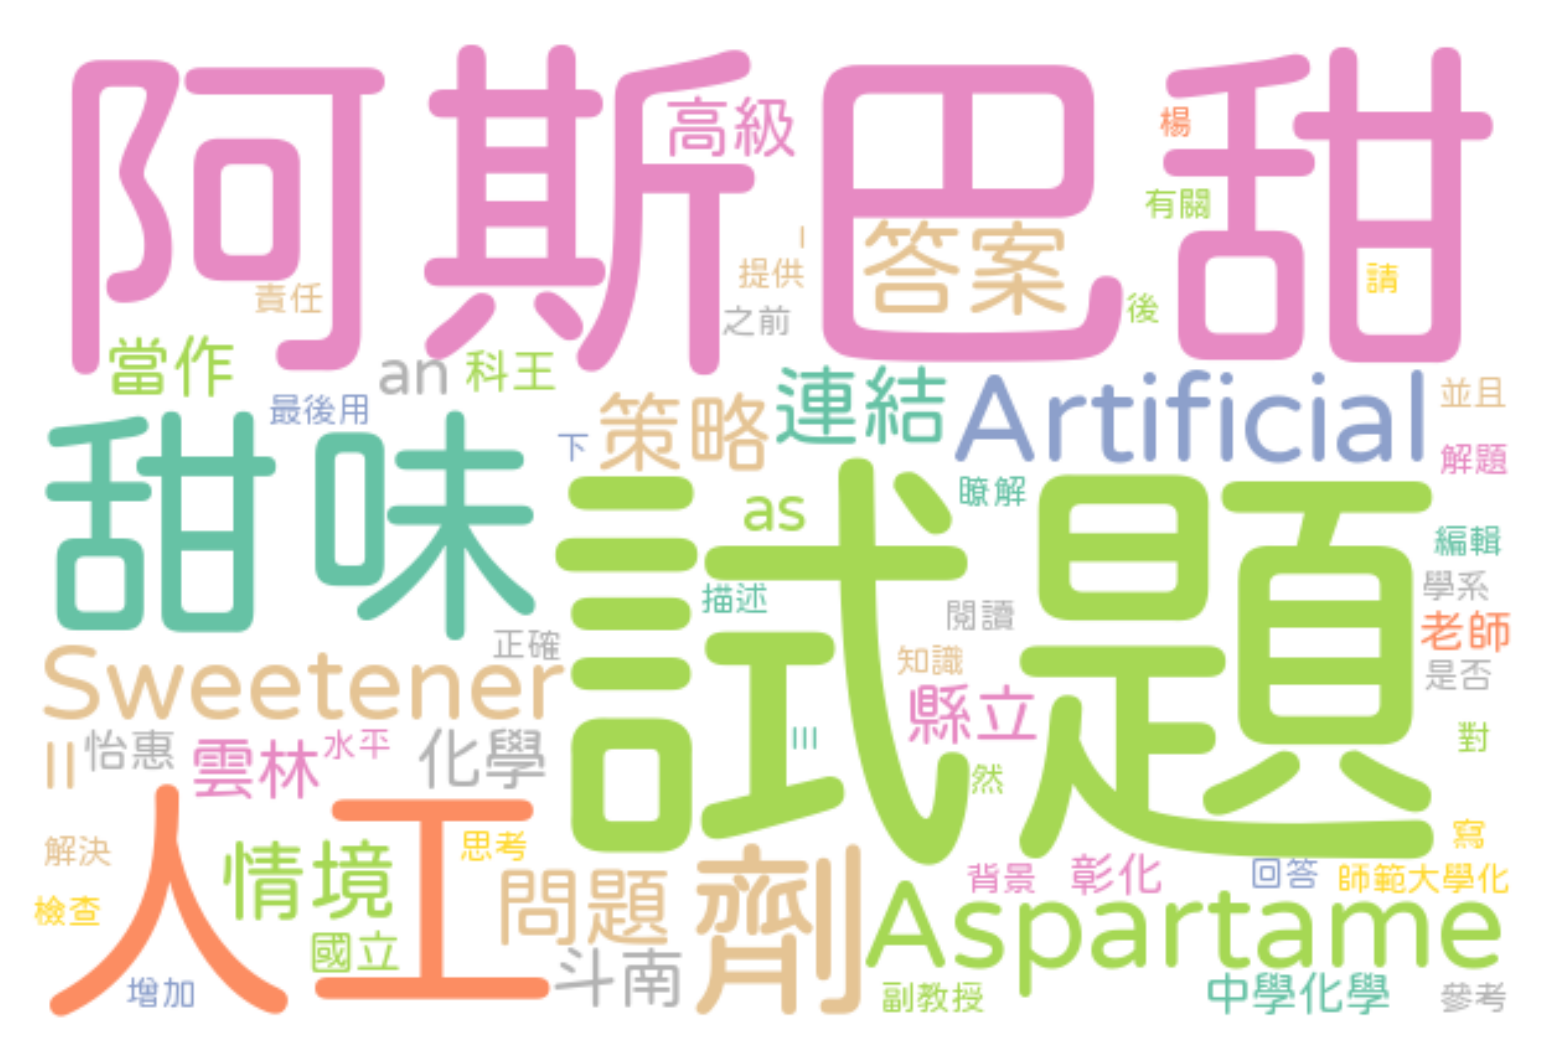 阿斯巴甜
高級
楊
有關
答案
I
提供
請
責任
之前
後
當作
an
科王
連結
Artificial
並且
最後用
策略
下
解題
甜味
試題
as
瞭解
編輯
描述
閱讀
學系
老師
正確
知識
是否
Sweetener
縣立
II
怡惠
雲林
水平
化學
III
對
然
人工
解決
情境
思考
寫
背景
彰化
回答
師範大學化
檢查
問題
劑
Aspartame
國立
斗南
增加
副教授
中學化學
參考